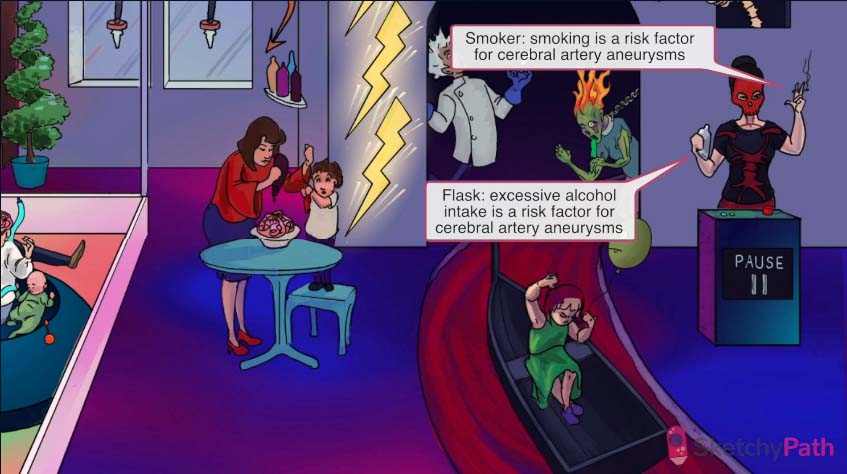 Smoker: smoking is a risk factor
for cerebral artery aneurysms
Flask: excessive alcohol
intake is a risk factor for
cerebral artery aneurysms
PAUSE
SketchyPath